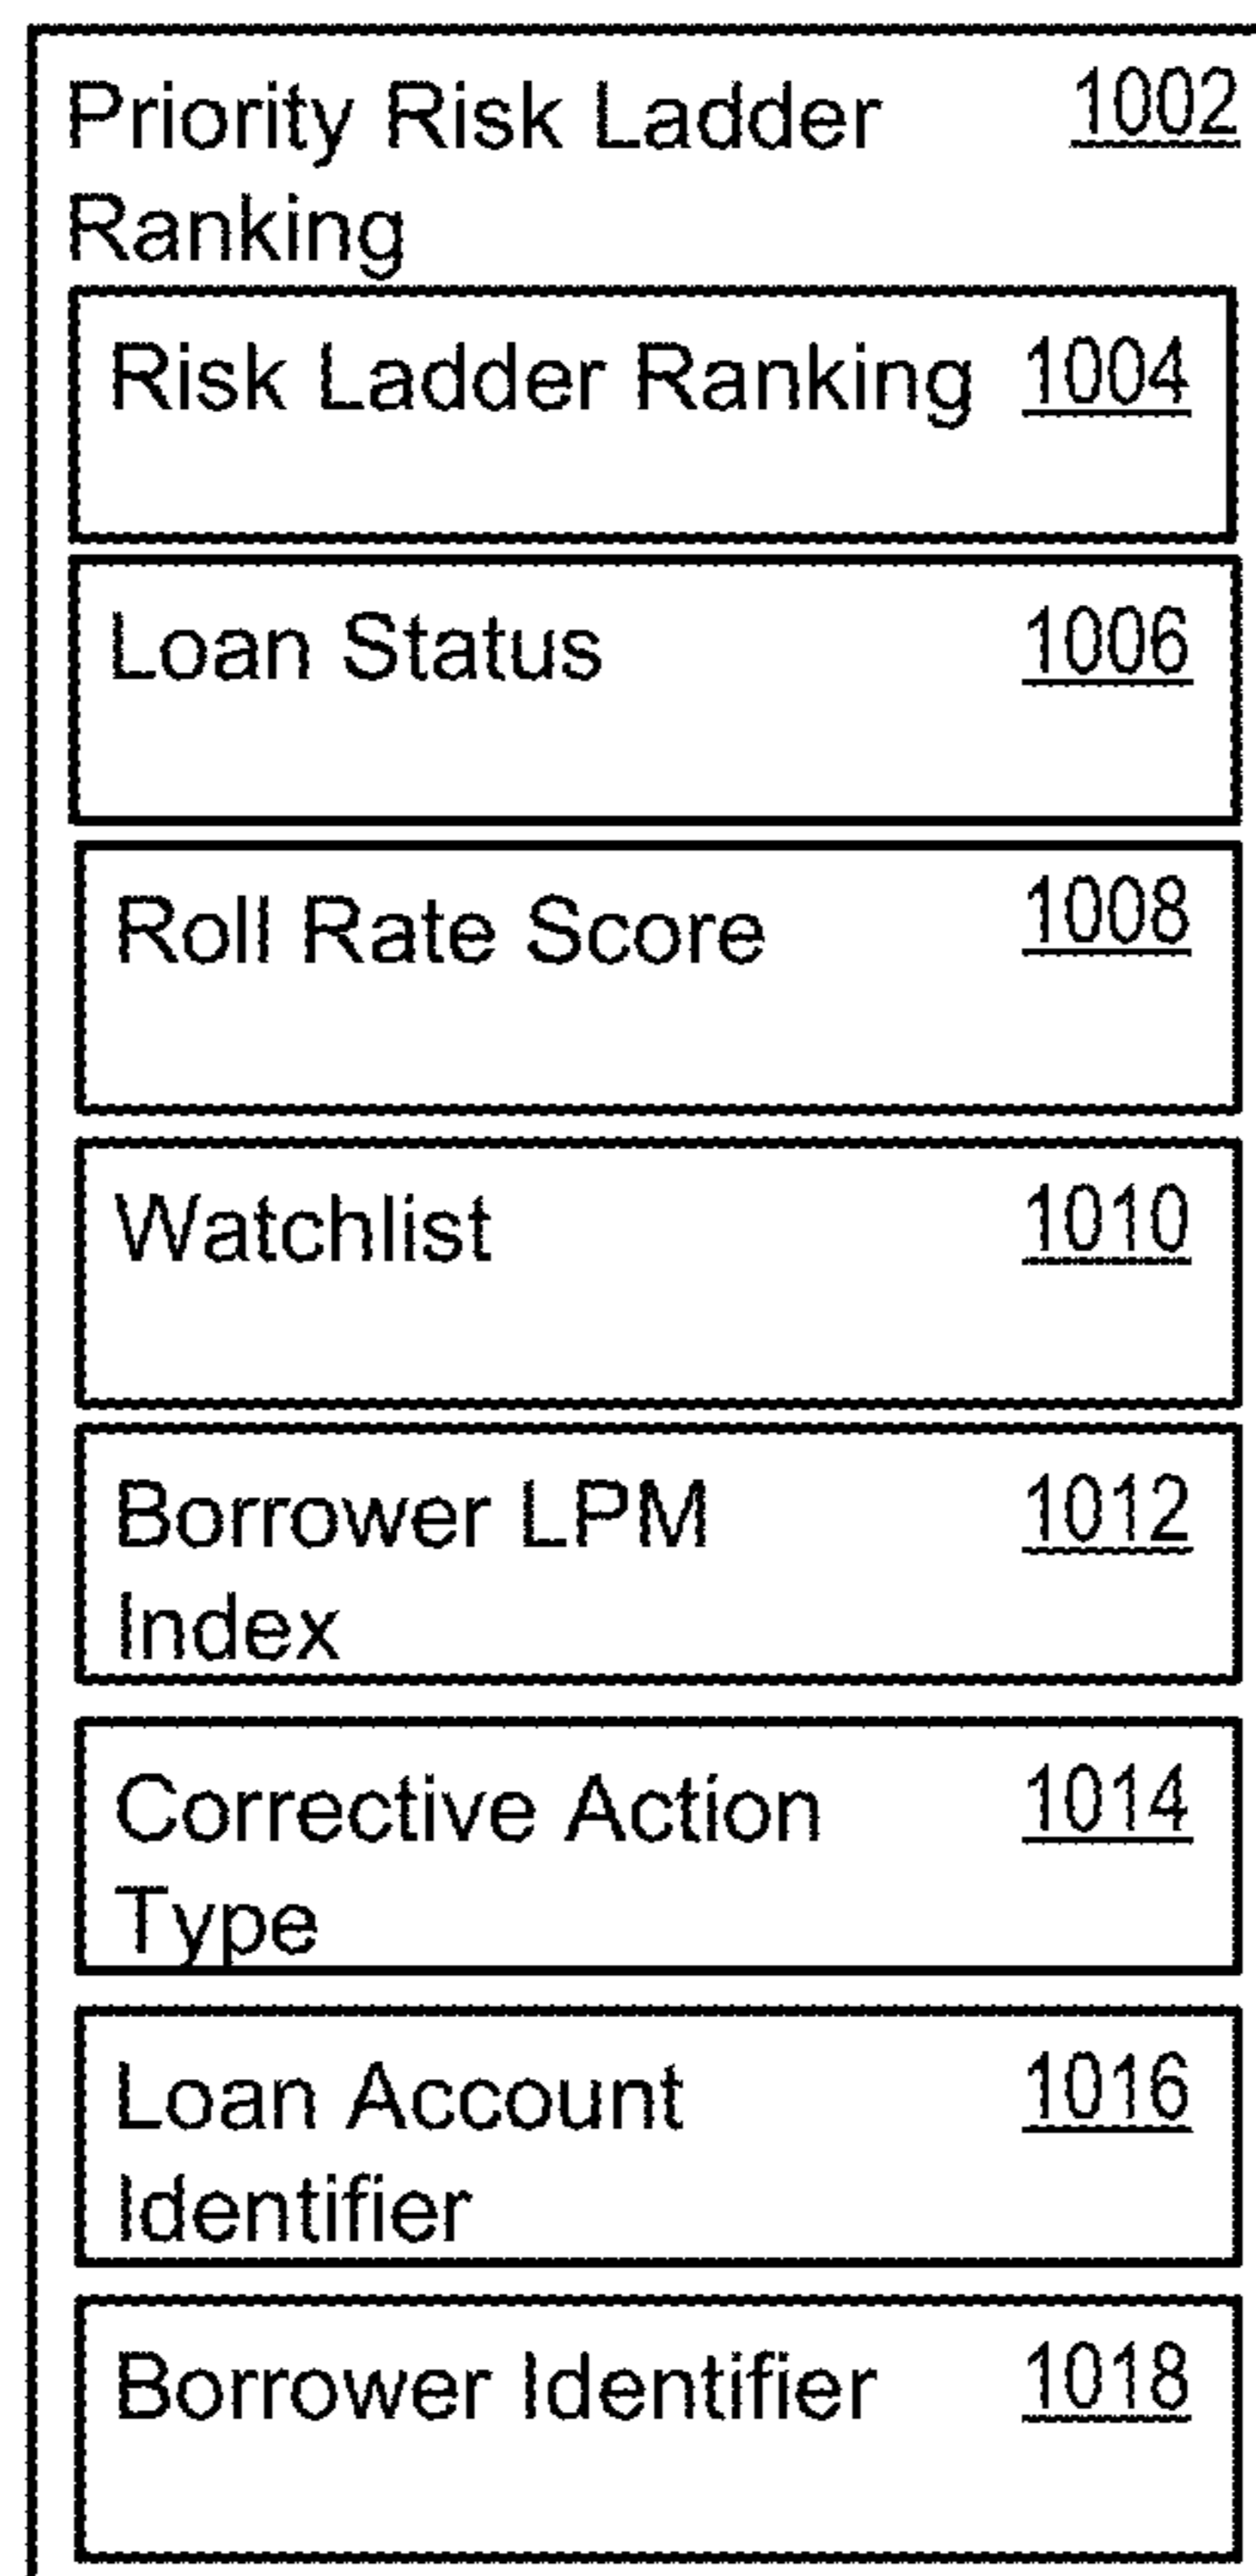 Priority Risk Ladder 1002
Ranking
Risk Ladder Ranking 1004
Loan Status 1006
Roll Rate Score 1008
Watchlist 1010
Borrower LPM 1012
Index
Corrective Action 1014
Type
Loan Account 1016
Identifier
Borrower Identifier 1018